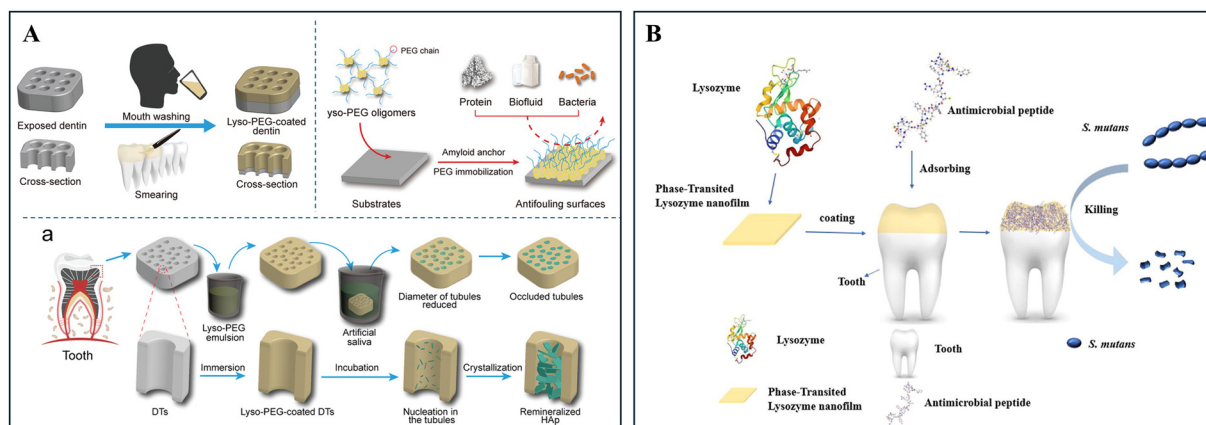 A
Exposed dentin
Cross-section
Mouth washing
Smearing
Lyso-PEG-coated
dentin
Cross-section
PEG chain
yso-PEG oligomers
Substrates
Amyloid anchor
PEG immobilization
Protein
Biofluid
Bacteria
Antifouling surfaces
a
Tooth
Lyso-PEG
emulsion
Artificial
saliva
Diameter of tubules
reduced
Occluded tubules
DTs
Immersion
Lyso-PEG-coated DTs
Incubation
Nucleation in
the tubules
Crystallization
Remineralized
HAp
B
Lysozyme
Antimicrobial peptide
S. mutans
Adsorbing
Phase-Transited
Lysozyme nanofilm
coating
Killing
Tooth
Lysozyme
Tooth
S. mutans
Phase-Transited
Lysozyme nanofilm
Antimicrobial peptide